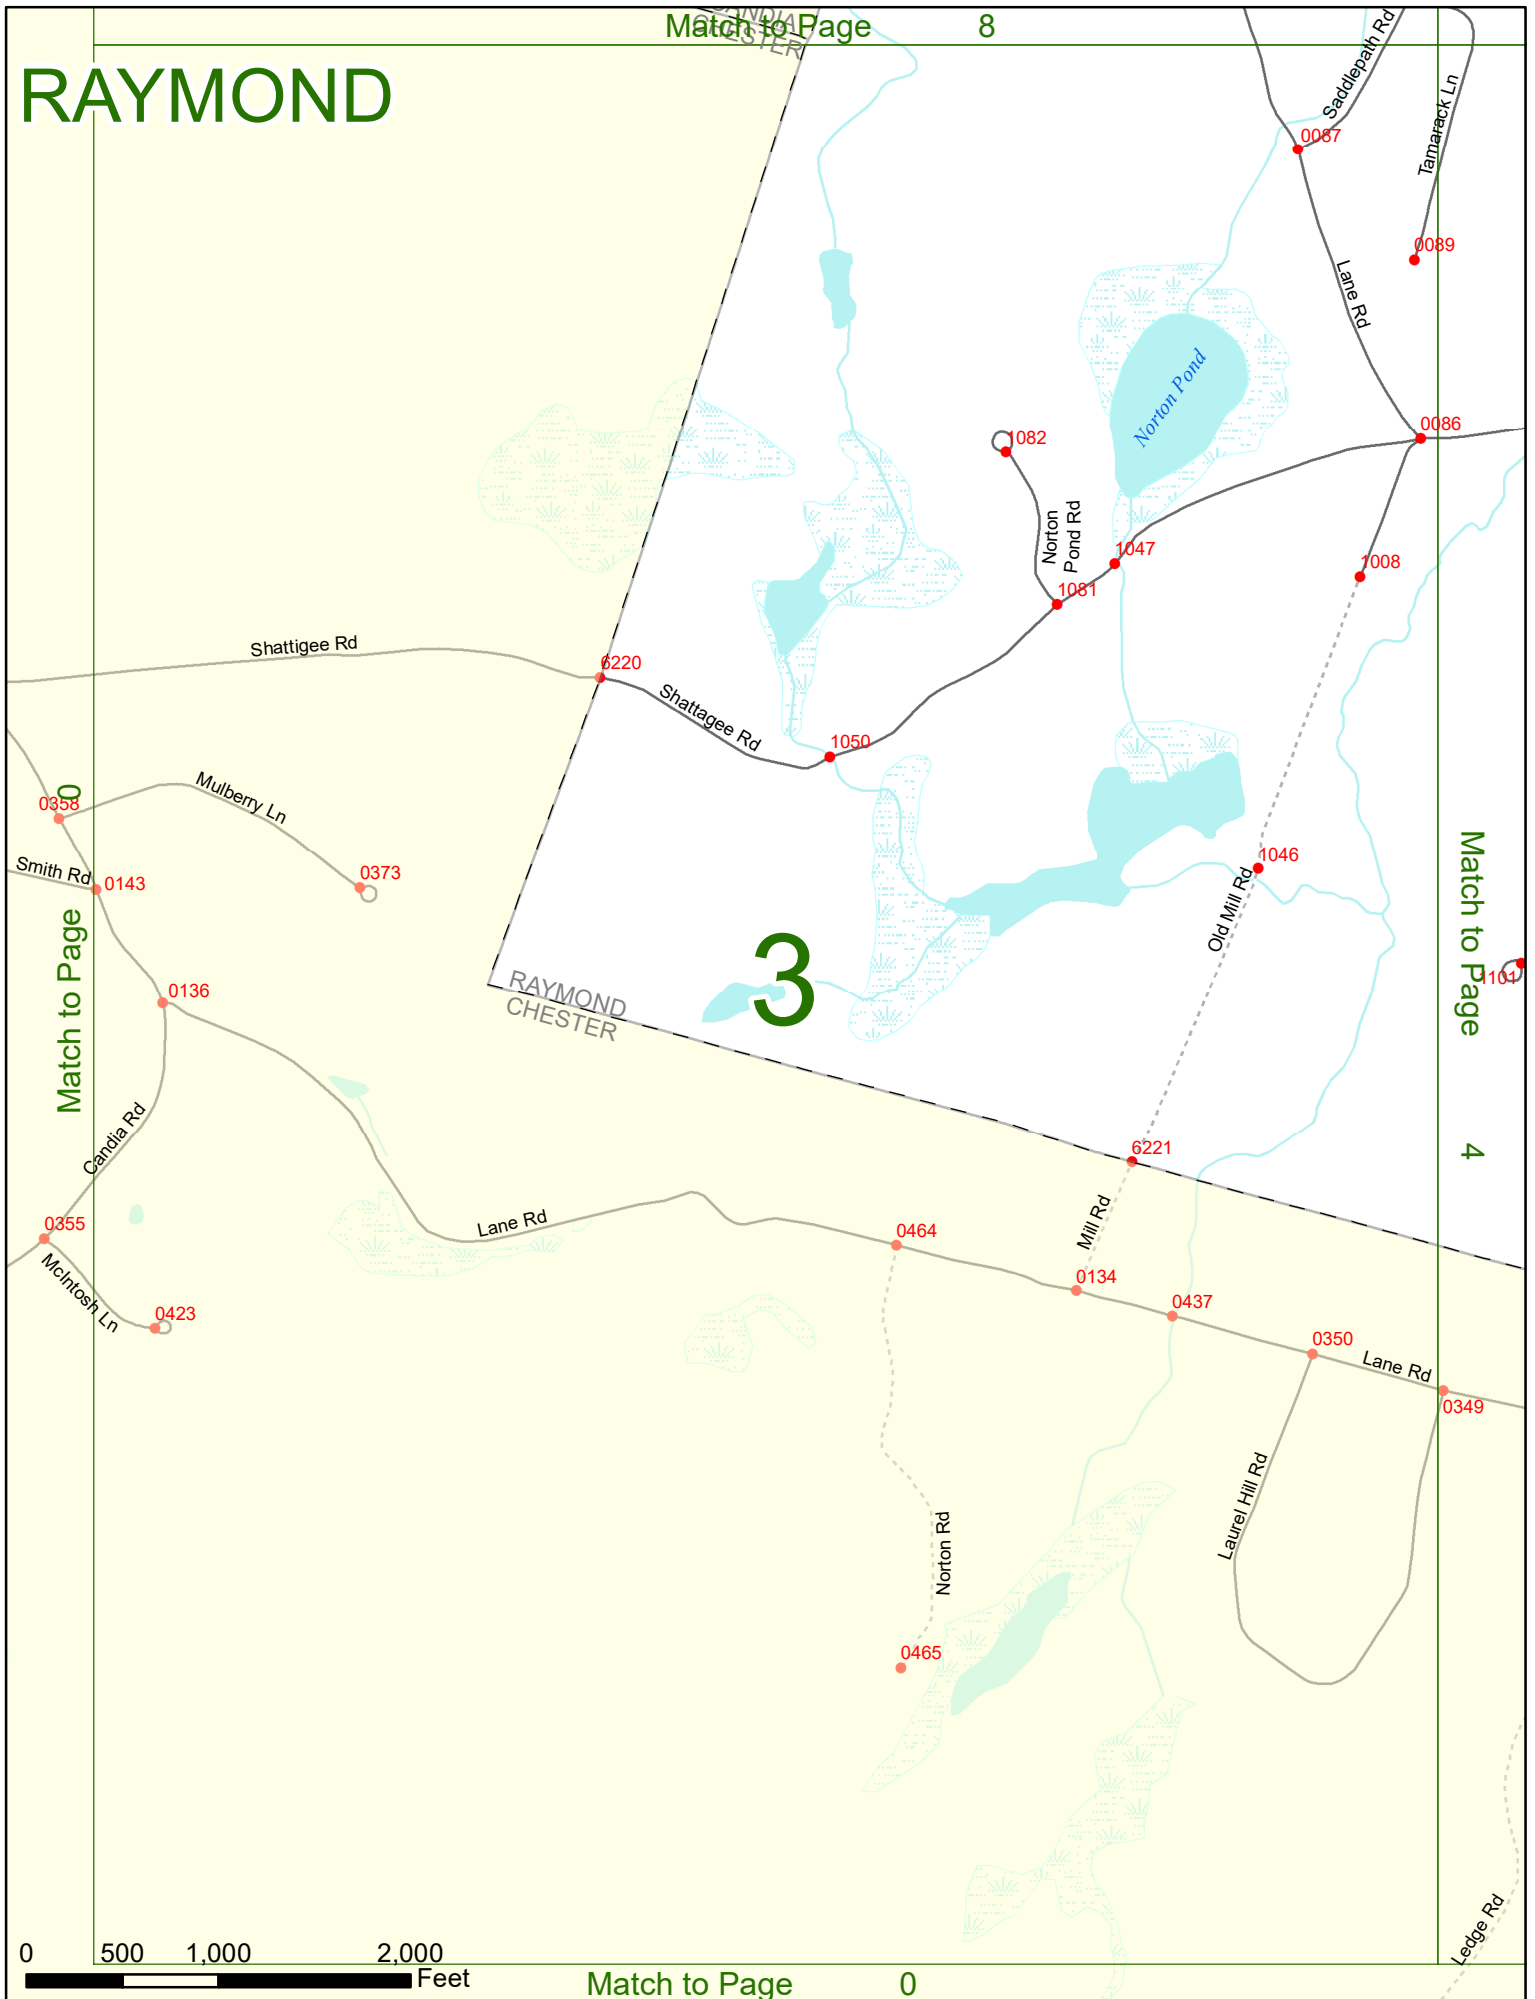 CANDIA
CHESTER
Match to Page 8
RAYMOND
Saddlepath Rd
Tamarack Ln
0087
0089
Lane Rd
Norton Pond
0086
1082
Norton
Pond Rd
1047
1008
1081
Shattigee Rd
6220
Shattagee Rd
1050
Mulberry Ln
0358
0
Match to Page
Smith Rd
0143
0373
1046
Old Mill Rd
Match to Page
4
1101
3
RAYMOND
CHESTER
0136
Candia Rd
6221
Mill Rd
0355
McIntosh Ln
0423
Lane Rd
0464
0134
0437
0350
Lane Rd
0349
Laurel Hill Rd
Norton Rd
0465
Ledge Rd
0 500 1,000 2,000
Feet
Match to Page 0